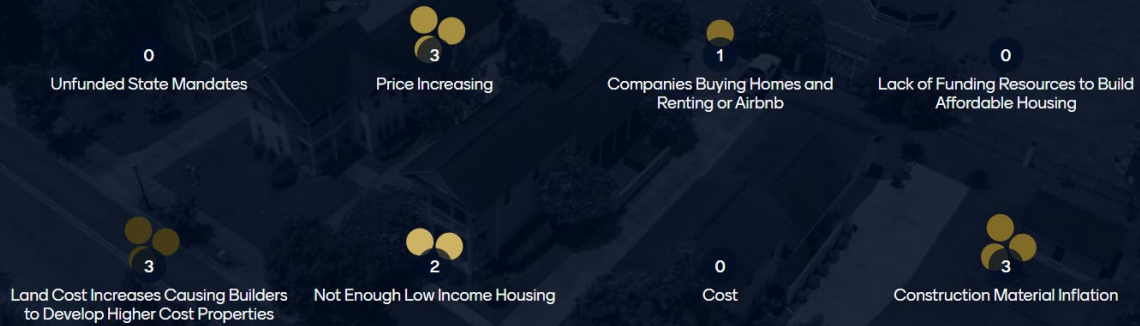 0
Unfunded State Mandates
3
Price Increasing
1
Companies Buying Homes and
Renting or Airbnb
0
Lack of Funding Resources to Build
Affordable Housing
3
Land Cost Increases Causing Builders
to Develop Higher Cost Properties
2
Not Enough Low Income Housing
0
Cost
3
Construction Material Inflation